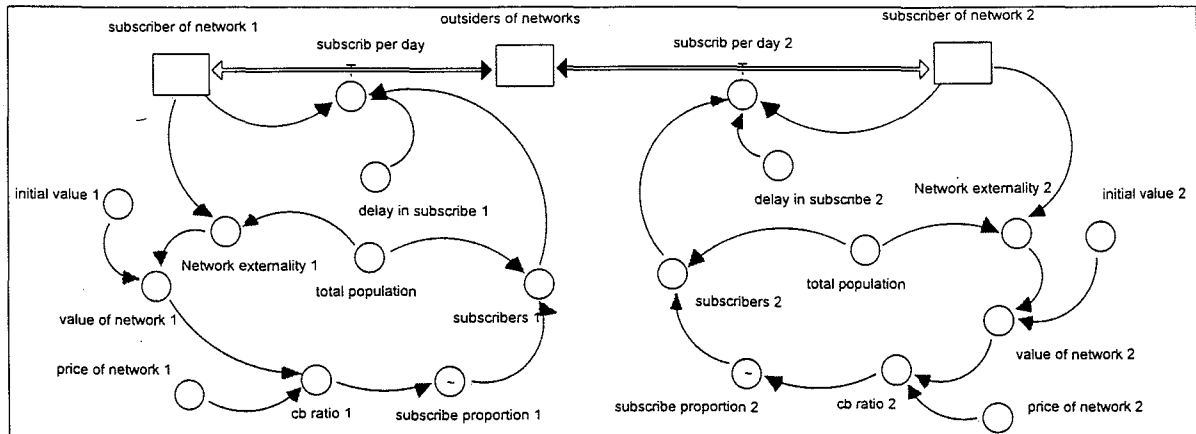 subscriber of network 1
outsiders of networks
subscriber of network 2
subscrib per day
subscrib per day 2
initial value 1
delay in subscribe 1
delay in subscribe 2
Network externality 2
initial value 2
Network externality 1
total population
total population
subscribers 1
subscribers 2
value of network 1
value of network 2
price of network 1
cb ratio 1
~
subscribe proportion 1
~
subscribe proportion 2
cb ratio 2
price of network 2